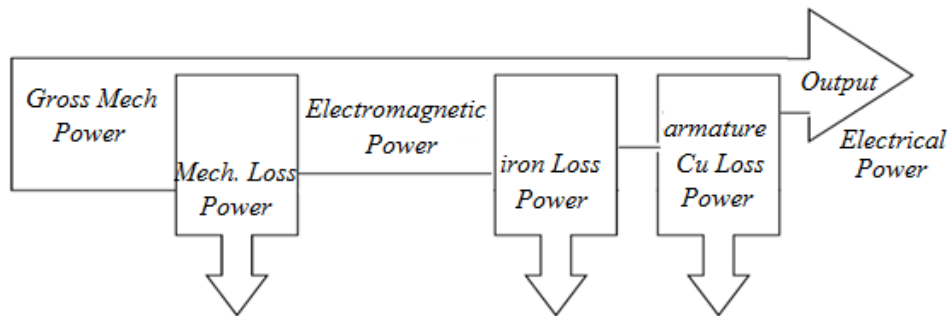 Gross Mech
Power
Mech. Loss
Power
Electromagnetic
Power
iron Loss
Power
armature
Cu Loss
Power
Output
Electrical
Power